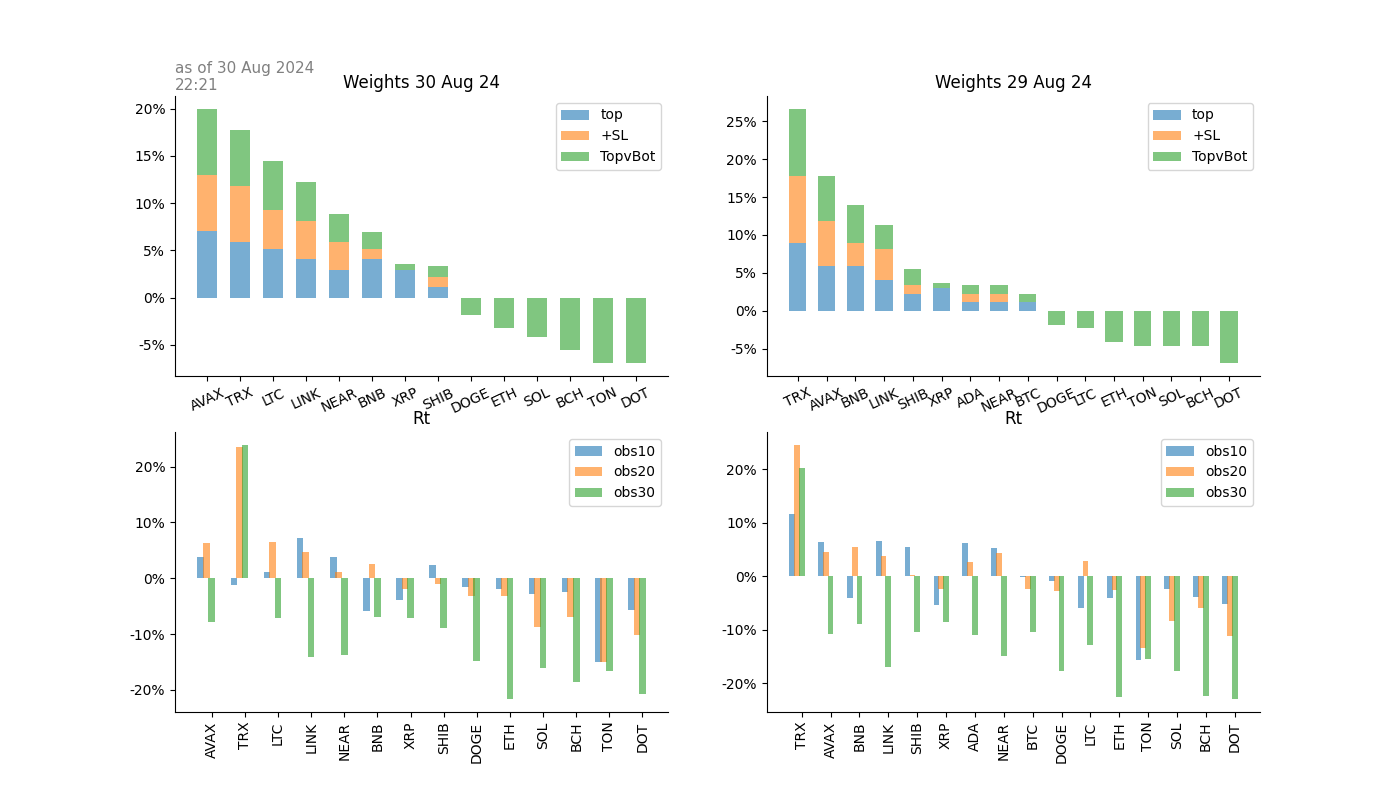 as of 30 Aug 2024
22:21
Weights 30 Aug 24
20%
15%
10%
5%
0%
-5%
top
+SL
TopvBot
AVAX TRX LTC LINK NEAR BNB XRP SHIB DOGE ETH SOL BCH TON DOT
Weights 29 Aug 24
25%
20%
15%
10%
5%
0%
-5%
top
+SL
TopvBot
TRX AVAX BNB LINK SHIB XRP ADA NEAR BTC DOGE LTC ETH TON SOL BCH DOT
Rt
20%
10%
0%
-10%
-20%
obs10
obs20
obs30
AVAX TRX LTC LINK NEAR BNB XRP SHIB DOGE ETH SOL BCH TON DOT
Rt
20%
10%
0%
-10%
-20%
obs10
obs20
obs30
TRX AVAX BNB LINK SHIB XRP ADA NEAR BTC DOGE LTC ETH TON SOL BCH DOT